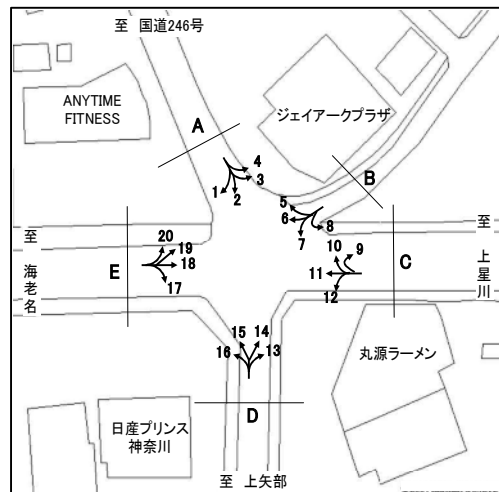 至 国道246号
ANYTIME
FITNESS
ジェイアークプラザ
A
B
4
3
1
2
5
6
7
8
至
海老名
E
20
19
18
17
10
9
11
12
C
至
上星川
15
14
16
13
D
丸源ラーメン
日産プリンス
神奈川
至 上矢部